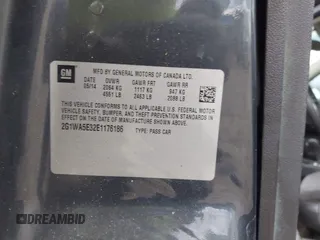 GM
MFD BY GENERAL MOTORS OF CANADA LTD.
DATE GVWR GAWR FRT GAWR RR
05/14 2064 KG 1117 KG 947 KG
4551 LB 2463 LB 2088 LB
THIS VEHICLE CONFORMS TO ALL APPLICABLE U.S. FEDERAL
MOTOR VEHICLE SAFETY, BUMPER, AND THEFT PREVENTION
STANDARDS IN EFFECT ON THE DATE OF MANUFACTURE
SHOWN ABOVE.
2G1WA5E32E1176186 TYPE: PASS CAR
©DREAMBID
AutoBidMaster